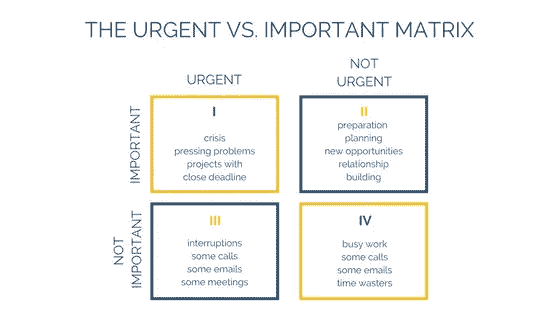 THE URGENT VS. IMPORTANT MATRIX
URGENT
NOT
URGENT
IMPORTANT
I
crisis
pressing problems
projects with
close deadline
II
preparation
planning
new opportunities
relationship
building
NOT
IMPORTANT
III
interruptions
some calls
some emails
some meetings
IV
busy work
some calls
some emails
time wasters